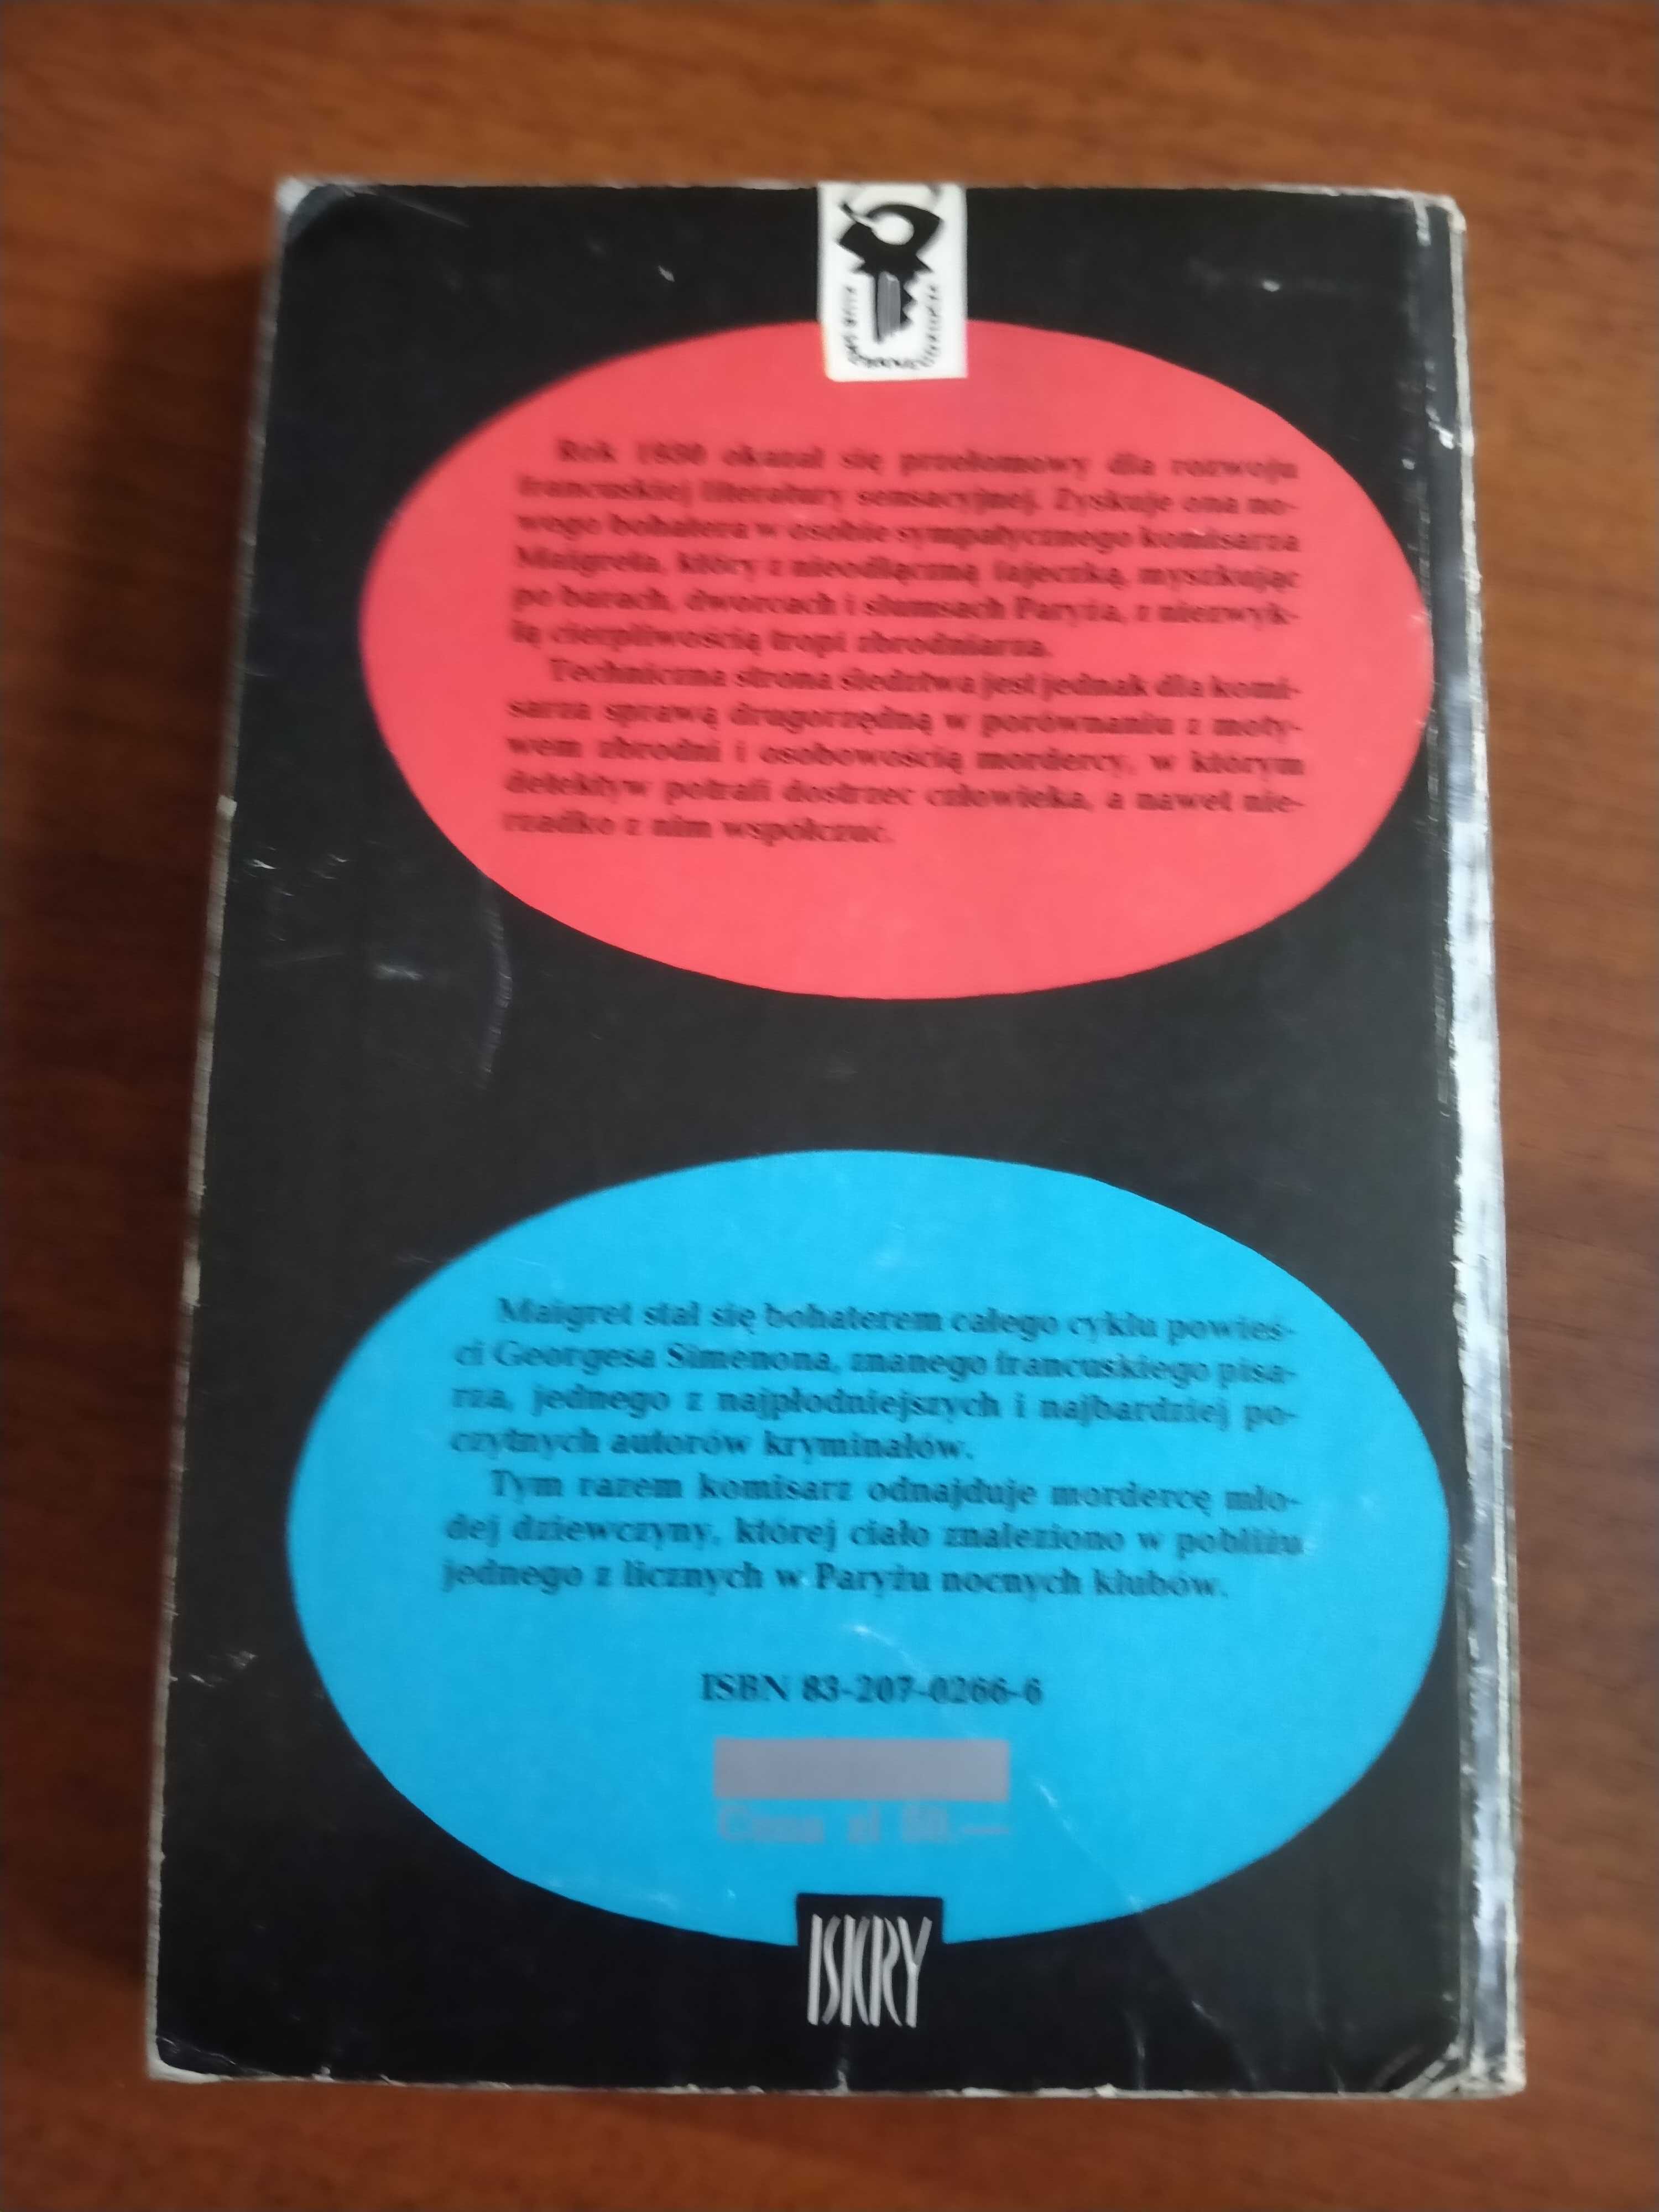 Rok 1930 okazał się przełomowy dla rozwoju
francuskiej literatury sensacyjnej. Zyskuje ona no-
wego bohatera w osobie sympatycznego komisarza
Maigreta, który z nieodłączną fajeczką, myszkując
po barach, dworcach i slumsach Paryża, z niezwyk-
łą cierpliwością tropi zbrodniarza.
Techniczna strona śledztwa jest jednak dla komi-
sarza sprawą drugorzędną w porównaniu z moty-
wem zbrodni i osobowością mordercy, w którym
detektyw potrafi dostrzec człowieka, a nawet nie-
rzadko z nim współczuć.
Maigret stał się bohaterem całego cyklu powieś-
ci Georgesa Simenona, znanego francuskiego pisa-
rza, jednego z najpłodniejszych i najbardziej po-
czytnych autorów kryminałów.
Tym razem komisarz odnajduje mordercę mło-
dej dziewczyny, której ciało znaleziono w pobliżu
jednego z licznych w Paryżu nocnych klubów.
ISBN 83-207-0266-6
Cena zł
ISKRY